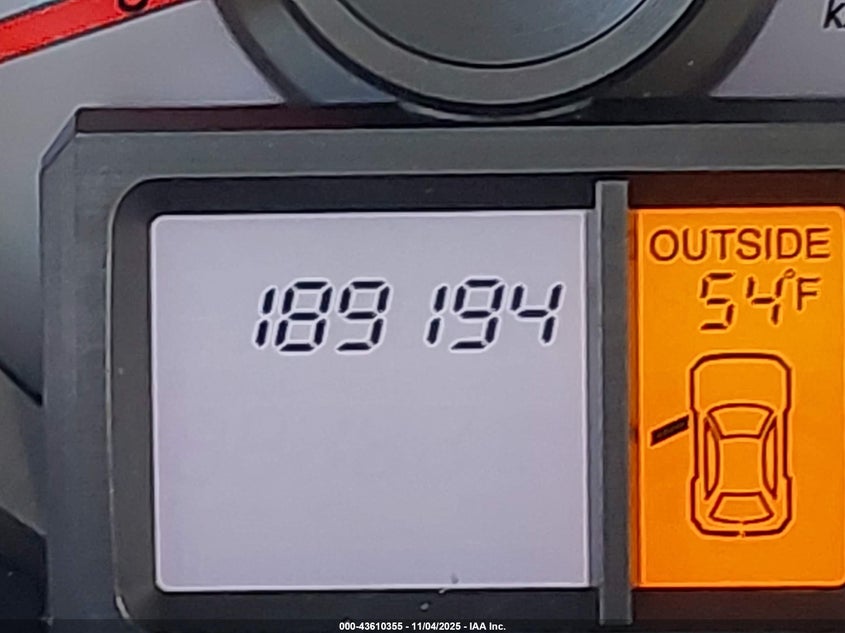 189 194
OUTSIDE
54°F
000-43610355 - 11/04/2025 - IAA Inc.